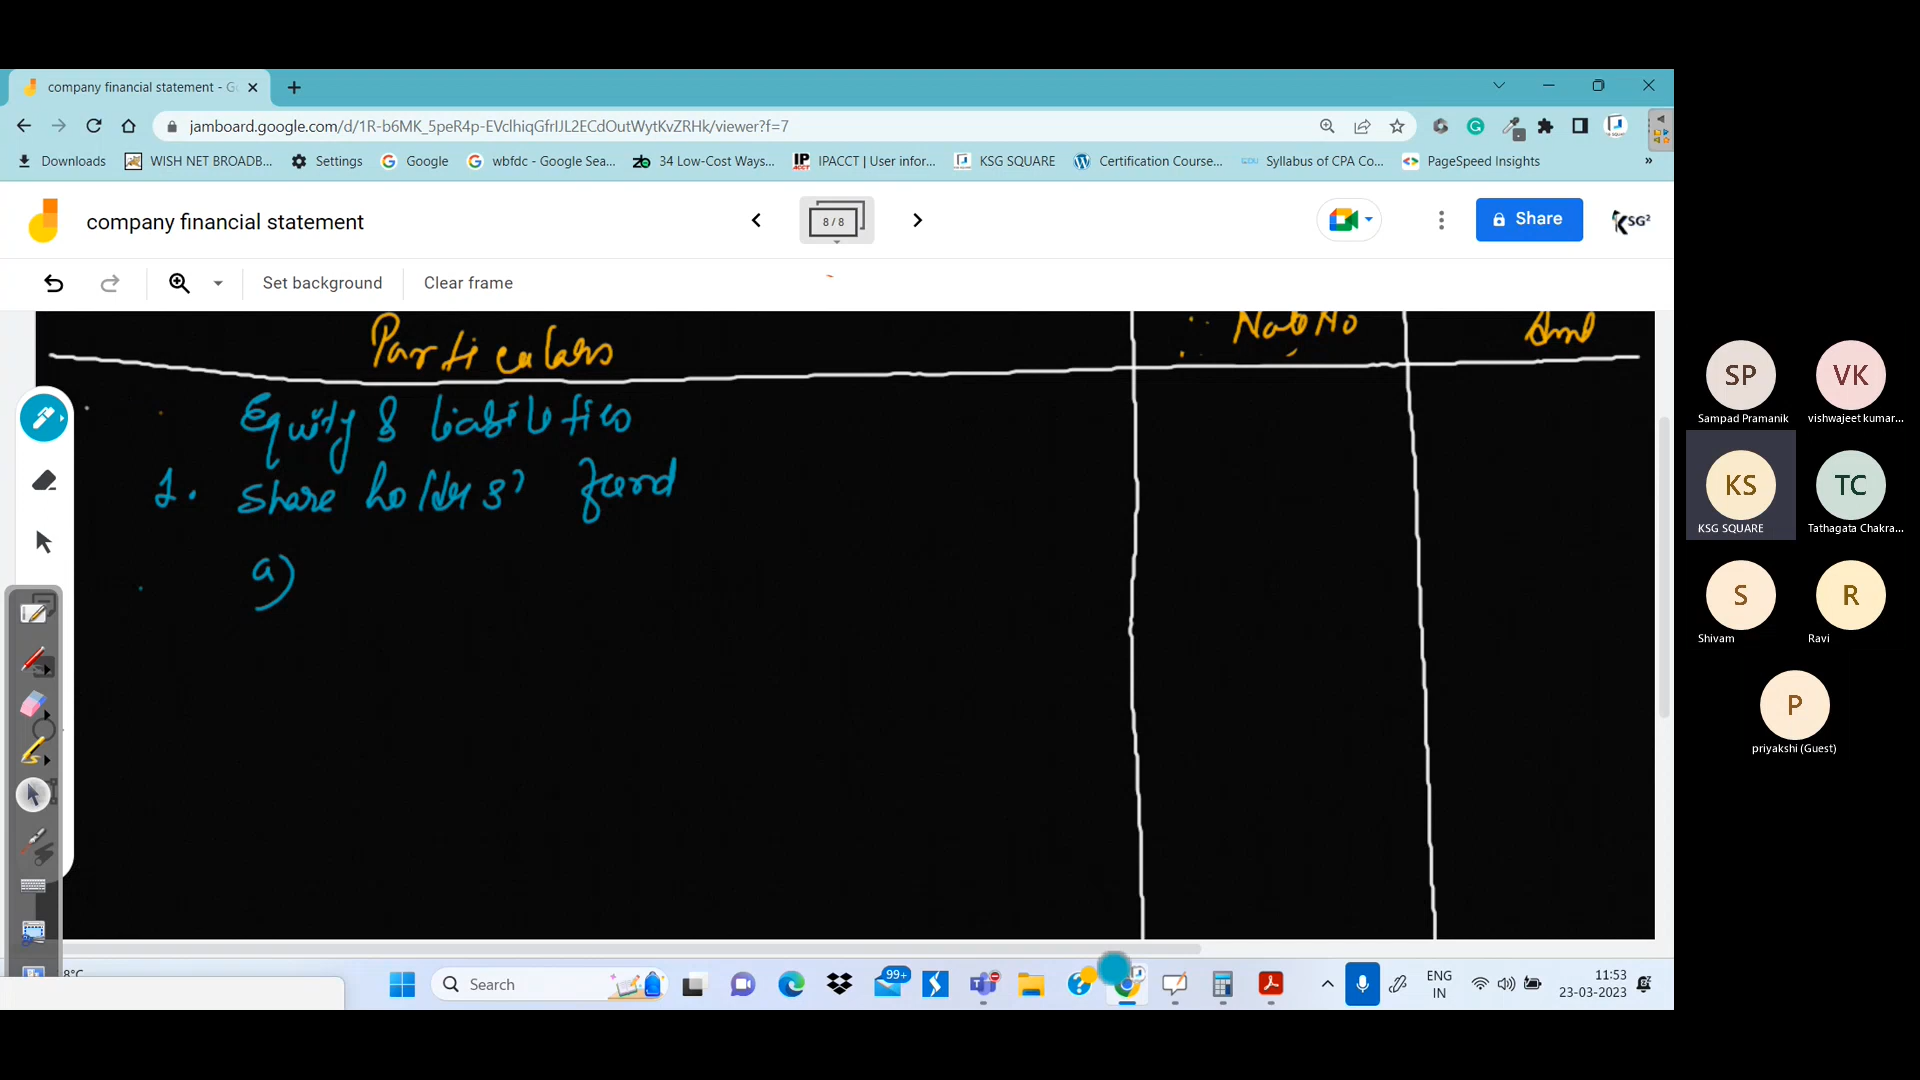 company financial statement - G
jamboard.google.com/d/1R-b6MK_5peR4p-EVclhiqGfrIJL2ECdOutWytKvZRHk/viewer?f=7
Downloads WISH NET BROADB... Settings Google wbfdc - Google Sea... 34 Low-Cost Ways... IPACCT | User infor... KSG SQUARE Certification Course... Syllabus of CPA Co... PageSpeed Insights »
company financial statement
8 / 8
Share
KSG²
Set background Clear frame
Particulars Note No Amt
Equity & liabilities
1. Share holders' fund
a)
SP VK
Sampad Pramanik vishwajeet kumar...
KS TC
KSG SQUARE Tathagata Chakra...
S R
Shivam Ravi
P
priyakshi (Guest)
8°C
Search
99+
ENG
IN
11:53
23-03-2023